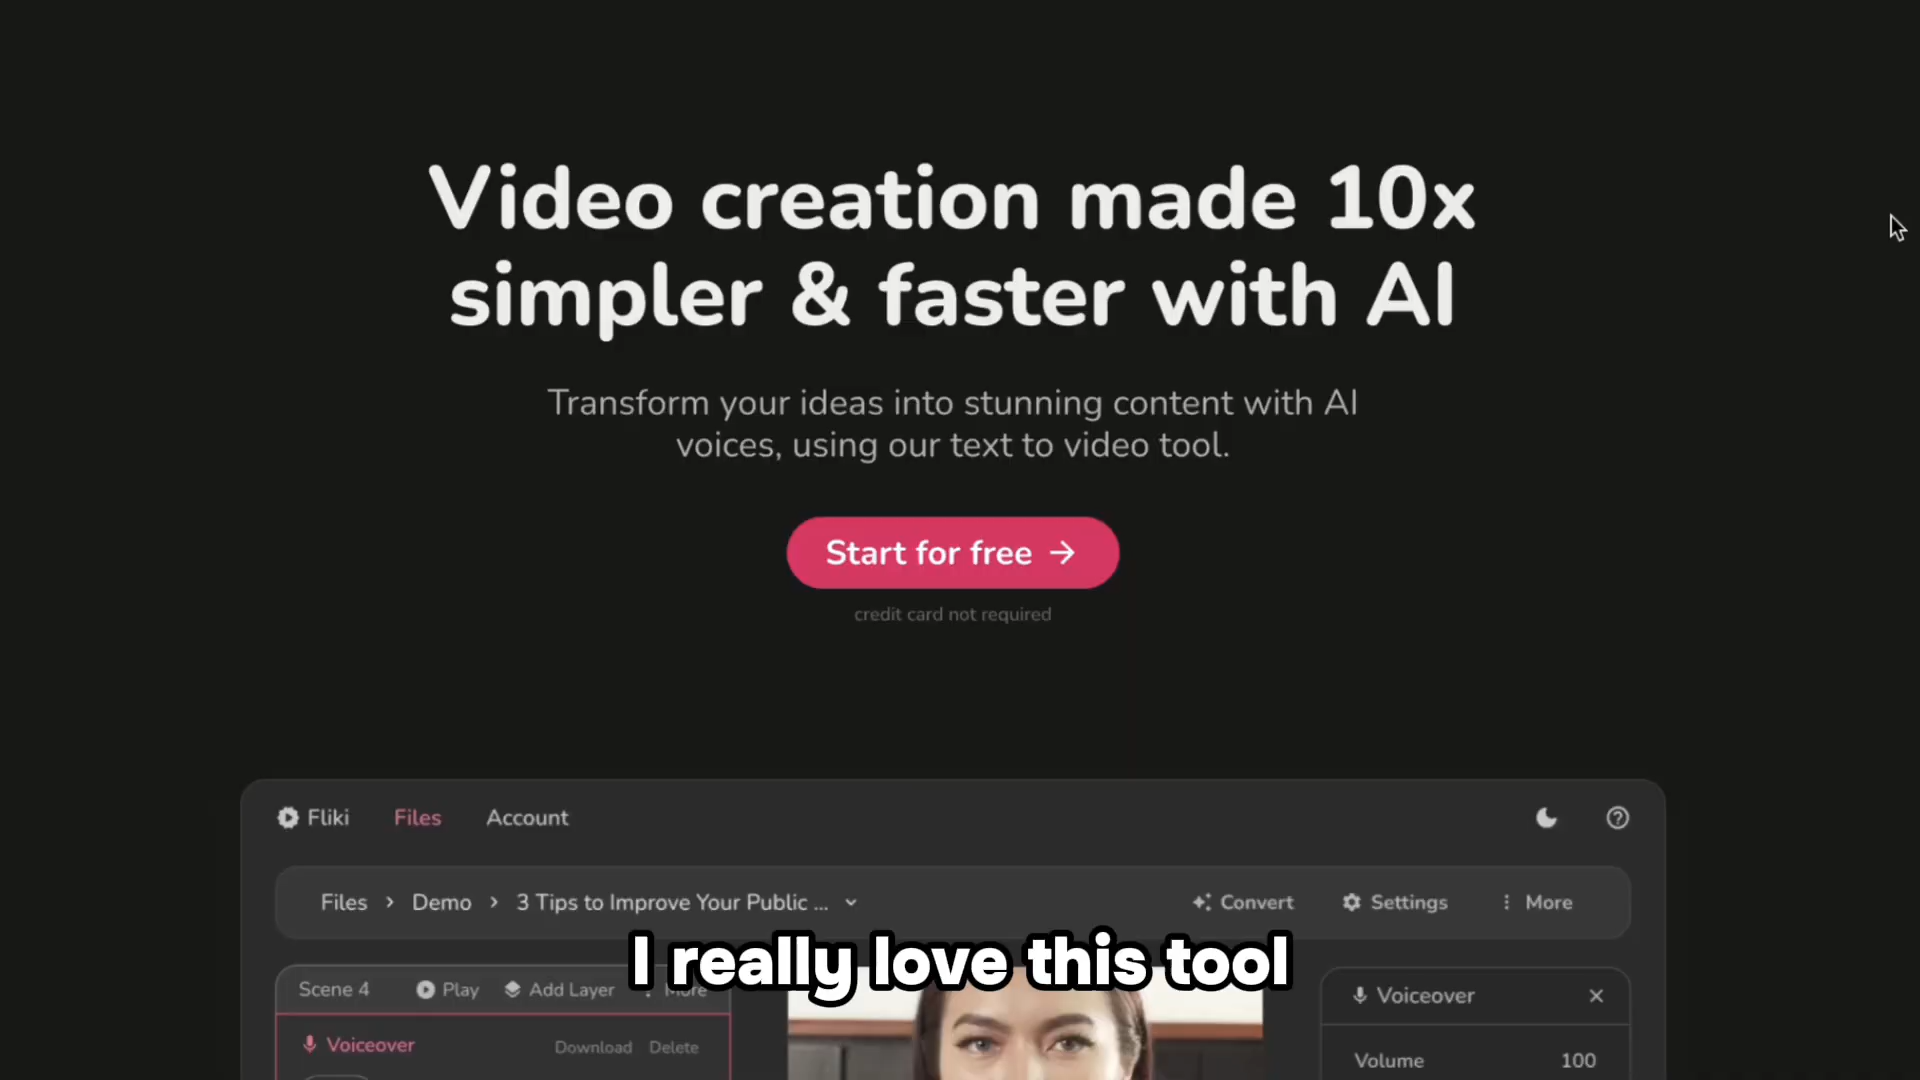 Video creation made 10x
simpler & faster with AI
Transform your ideas into stunning content with AI
voices, using our text to video tool.
Start for free →
credit card not required
Fliki Files Account
Files > Demo > 3 Tips to Improve Your Public ...
Convert Settings More
I really love this tool
Scene 4 Play Add Layer More
Voiceover Download Delete
Voiceover
Volume 100